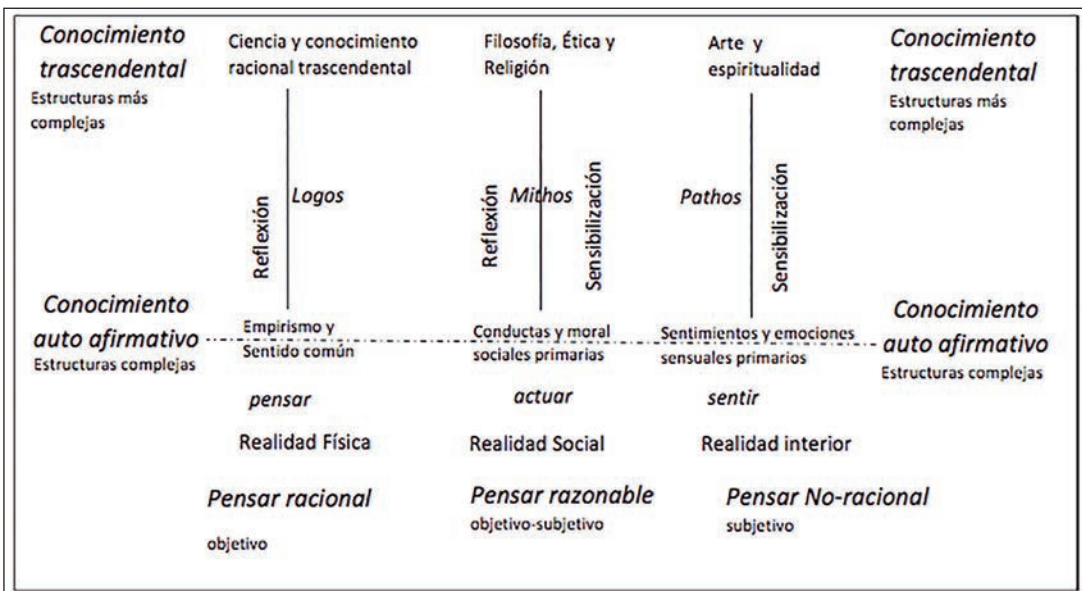 Conocimiento
trascendental
Estructuras más
complejas
Ciencia y conocimiento
racional trascendental
Filosofía, Ética y
Religión
Arte y
espiritualidad
Conocimiento
trascendental
Estructuras más
complejas
Reflexión
Logos
Reflexión
Mithos
Sensibilización
Pathos
Sensibilización
Conocimiento
auto afirmativo
Estructuras complejas
Empirismo y
Sentido común
Conductas y moral
sociales primarias
Sentimientos y emociones
sensuales primarios
Conocimiento
auto afirmativo
Estructuras complejas
pensar
actuar
sentir
Realidad Física
Realidad Social
Realidad interior
Pensar racional
objetivo
Pensar razonable
objetivo-subjetivo
Pensar No-racional
subjetivo